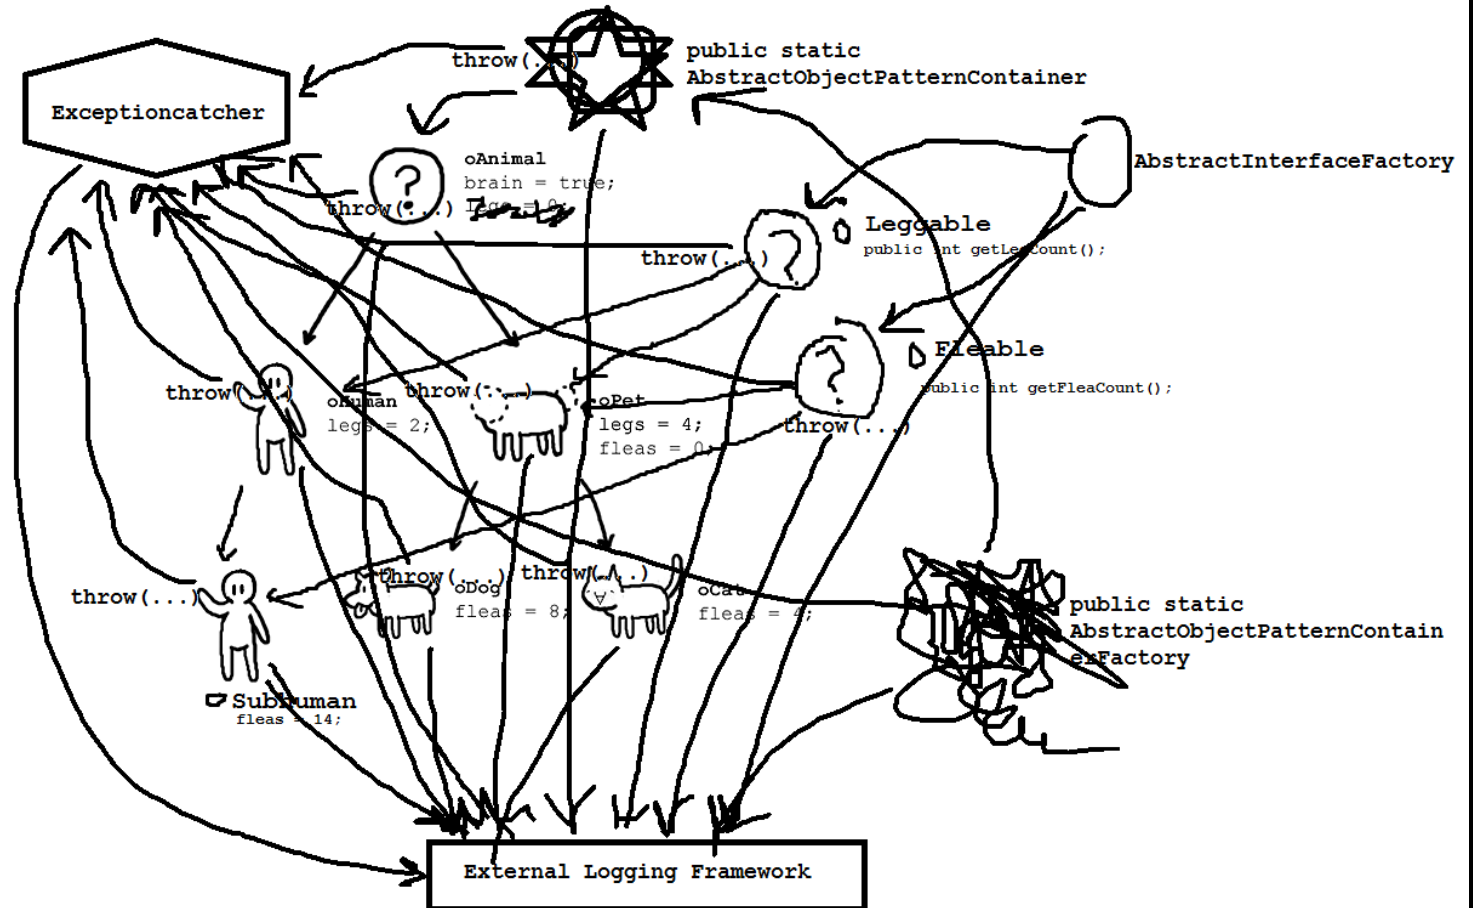 throw(...)
public static
AbstractObjectPatternContainer
Exceptioncatcher
oAnimal
brain = true;
legs = 0;
throw(...)
AbstractInterfaceFactory
Leggable
public int getLegCount();
throw(...)
Fleable
public int getFleaCount();
throw(...)
throw(...)
oHuman
legs = 2;
throw(...)
oPet
legs = 4;
fleas = 0;
throw(...)
Subhuman
fleas = 14;
throw(...)
oDog
fleas = 8;
throw(...)
oCat
fleas = 4;
public static
AbstractObjectPatternContain
erFactory
External Logging Framework